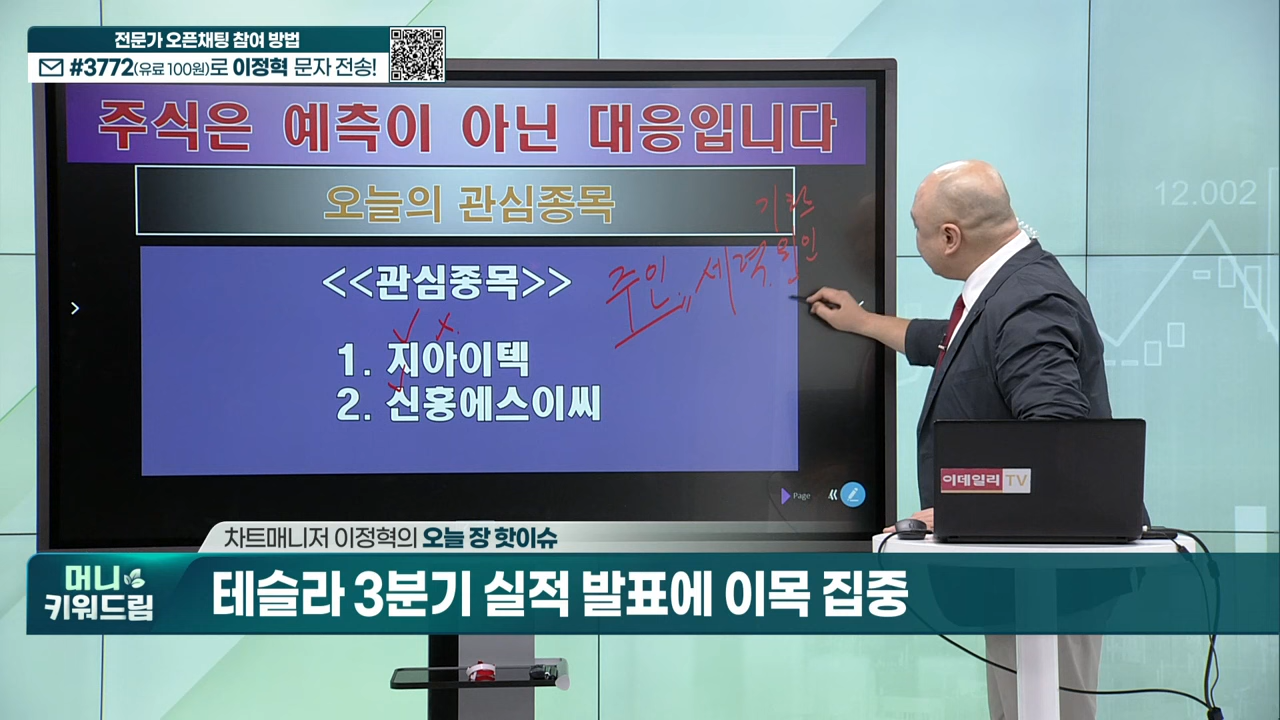 전문가 오픈채팅 참여 방법
#3772(유료 100원)로 이정혁 문자 전송!
주식은 예측이 아닌 대응입니다
오늘의 관심종목
<<관심종목>>
주인, 세력
1. 지아이텍
2. 신흥에스이씨
12.002
Page
이데일리 TV
차트매니저 이정혁의 오늘 장 핫이슈
머니
키워드림
테슬라 3분기 실적 발표에 이목 집중